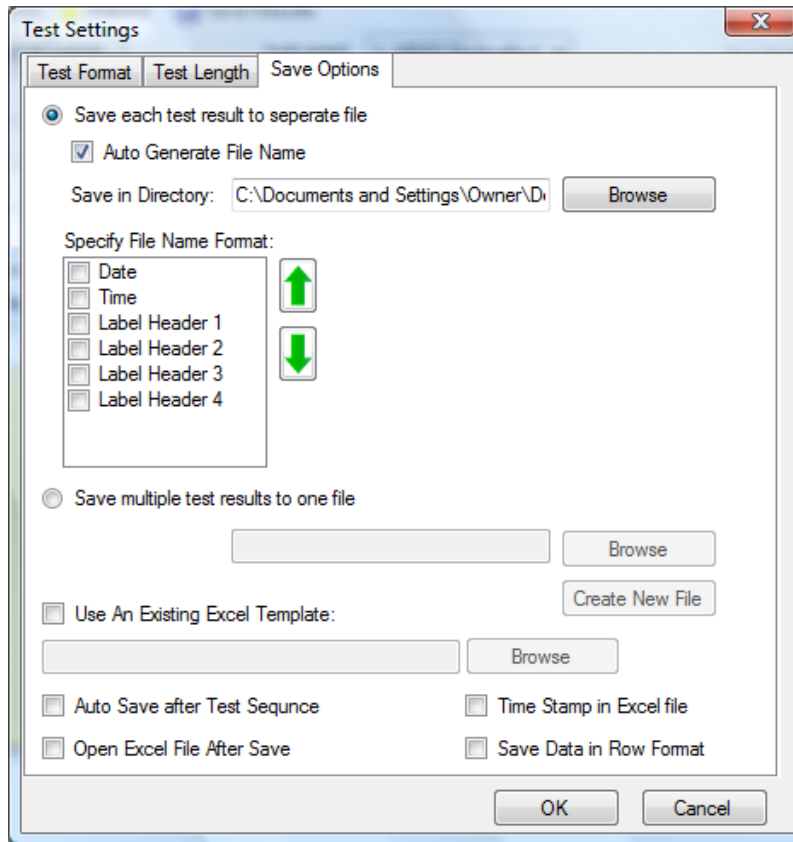 Test Settings
Test Format Test Length Save Options
Save each test result to seperate file
Auto Generate File Name
Save in Directory: C:\Documents and Settings\Owner\D
Browse
Specify File Name Format:
Date
Time
Label Header 1
Label Header 2
Label Header 3
Label Header 4
Save multiple test results to one file
Browse
Create New File
Use An Existing Excel Template:
Browse
Auto Save after Test Sequnce
Time Stamp in Excel file
Open Excel File After Save
Save Data in Row Format
OK
Cancel